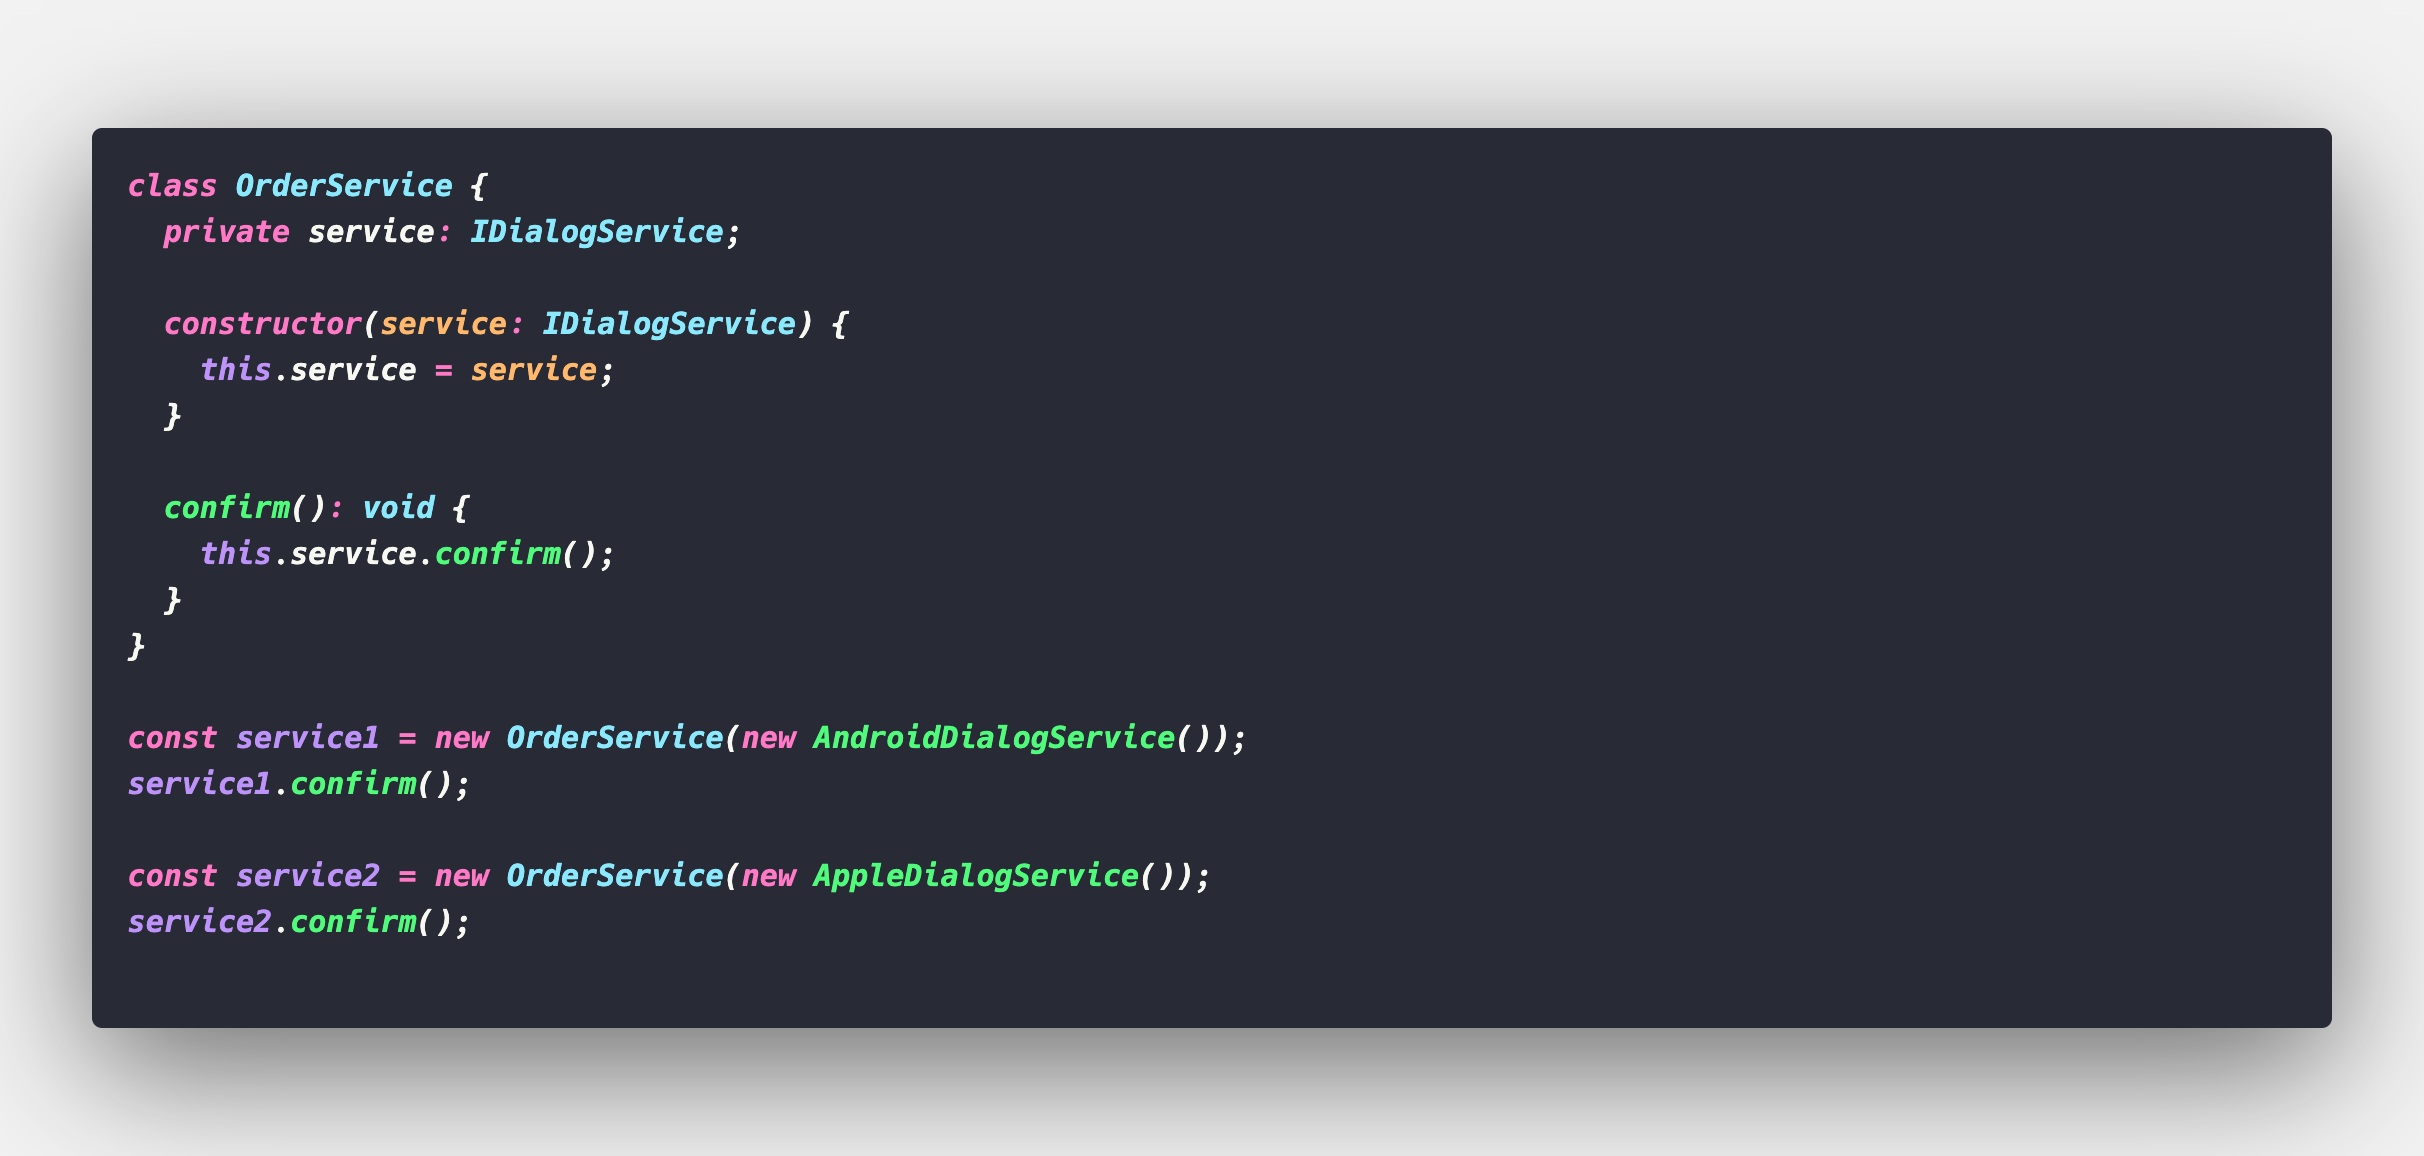 class OrderService {
  private service: IDialogService;

  constructor(service: IDialogService) {
    this.service = service;
  }

  confirm(): void {
    this.service.confirm();
  }
}

const service1 = new OrderService(new AndroidDialogService());
service1.confirm();

const service2 = new OrderService(new AppleDialogService());
service2.confirm();